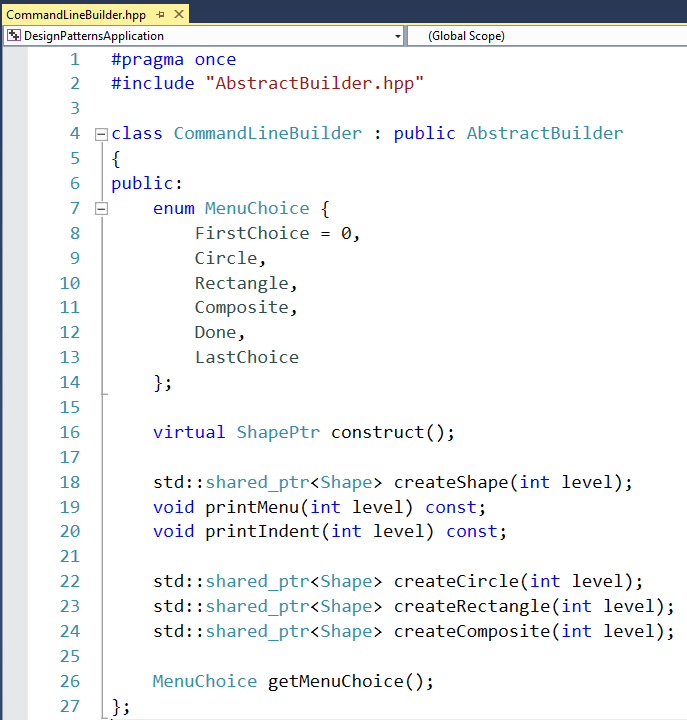 CommandLineBuilder.hpp
DesignPatternsApplication (Global Scope)
1 #pragma once
2 #include "AbstractBuilder.hpp"
3
4 class CommandLineBuilder : public AbstractBuilder
5 {
6 public:
7     enum MenuChoice {
8         FirstChoice = 0,
9         Circle,
10         Rectangle,
11         Composite,
12         Done,
13         LastChoice
14     };
15
16     virtual ShapePtr construct();
17
18     std::shared_ptr<Shape> createShape(int level);
19     void printMenu(int level) const;
20     void printIndent(int level) const;
21
22     std::shared_ptr<Shape> createCircle(int level);
23     std::shared_ptr<Shape> createRectangle(int level);
24     std::shared_ptr<Shape> createComposite(int level);
25
26     MenuChoice getMenuChoice();
27 };